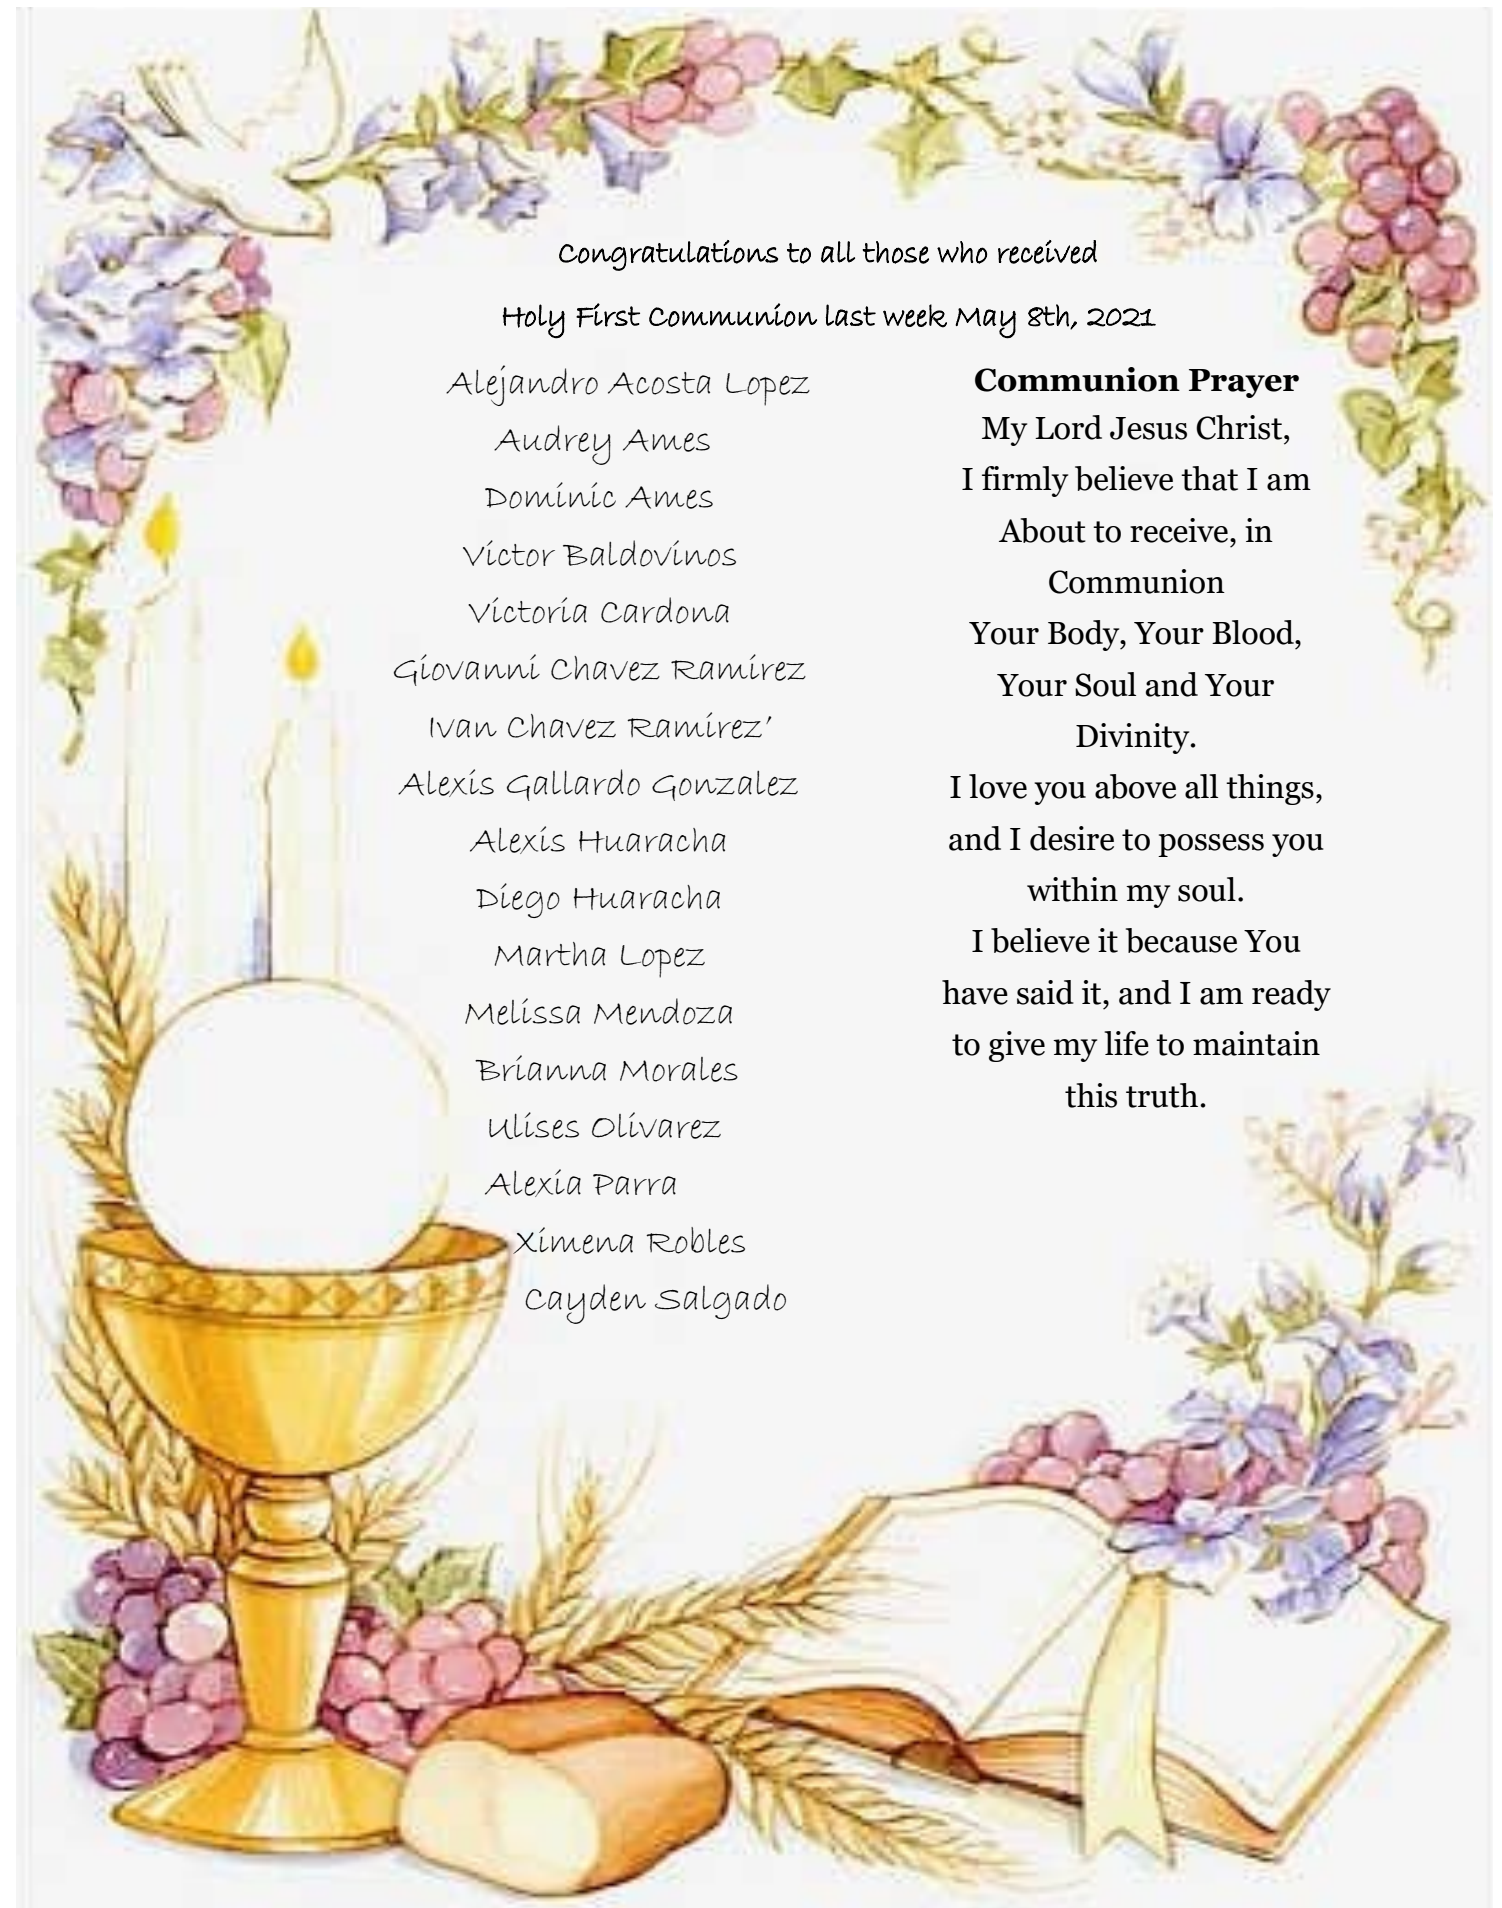 Congratulations to all those who received
Holy First Communion last week May 8th, 2021
Alejandro Acosta Lopez
Audrey Ames
Dominic Ames
Victor Baldovinos
Victoria Cardona
Giovanni Chavez Ramirez
Ivan Chavez Ramirez’
Alexis Gallardo Gonzalez
Alexis Huaracha
Diego Huaracha
Martha Lopez
Melissa Mendoza
Brianna Morales
Ulises Olivarez
Alexia Parra
Ximena Robles
Cayden Salgado
Communion Prayer
My Lord Jesus Christ,
I firmly believe that I am
About to receive, in
Communion
Your Body, Your Blood,
Your Soul and Your
Divinity.
I love you above all things,
and I desire to possess you
within my soul.
I believe it because You
have said it, and I am ready
to give my life to maintain
this truth.